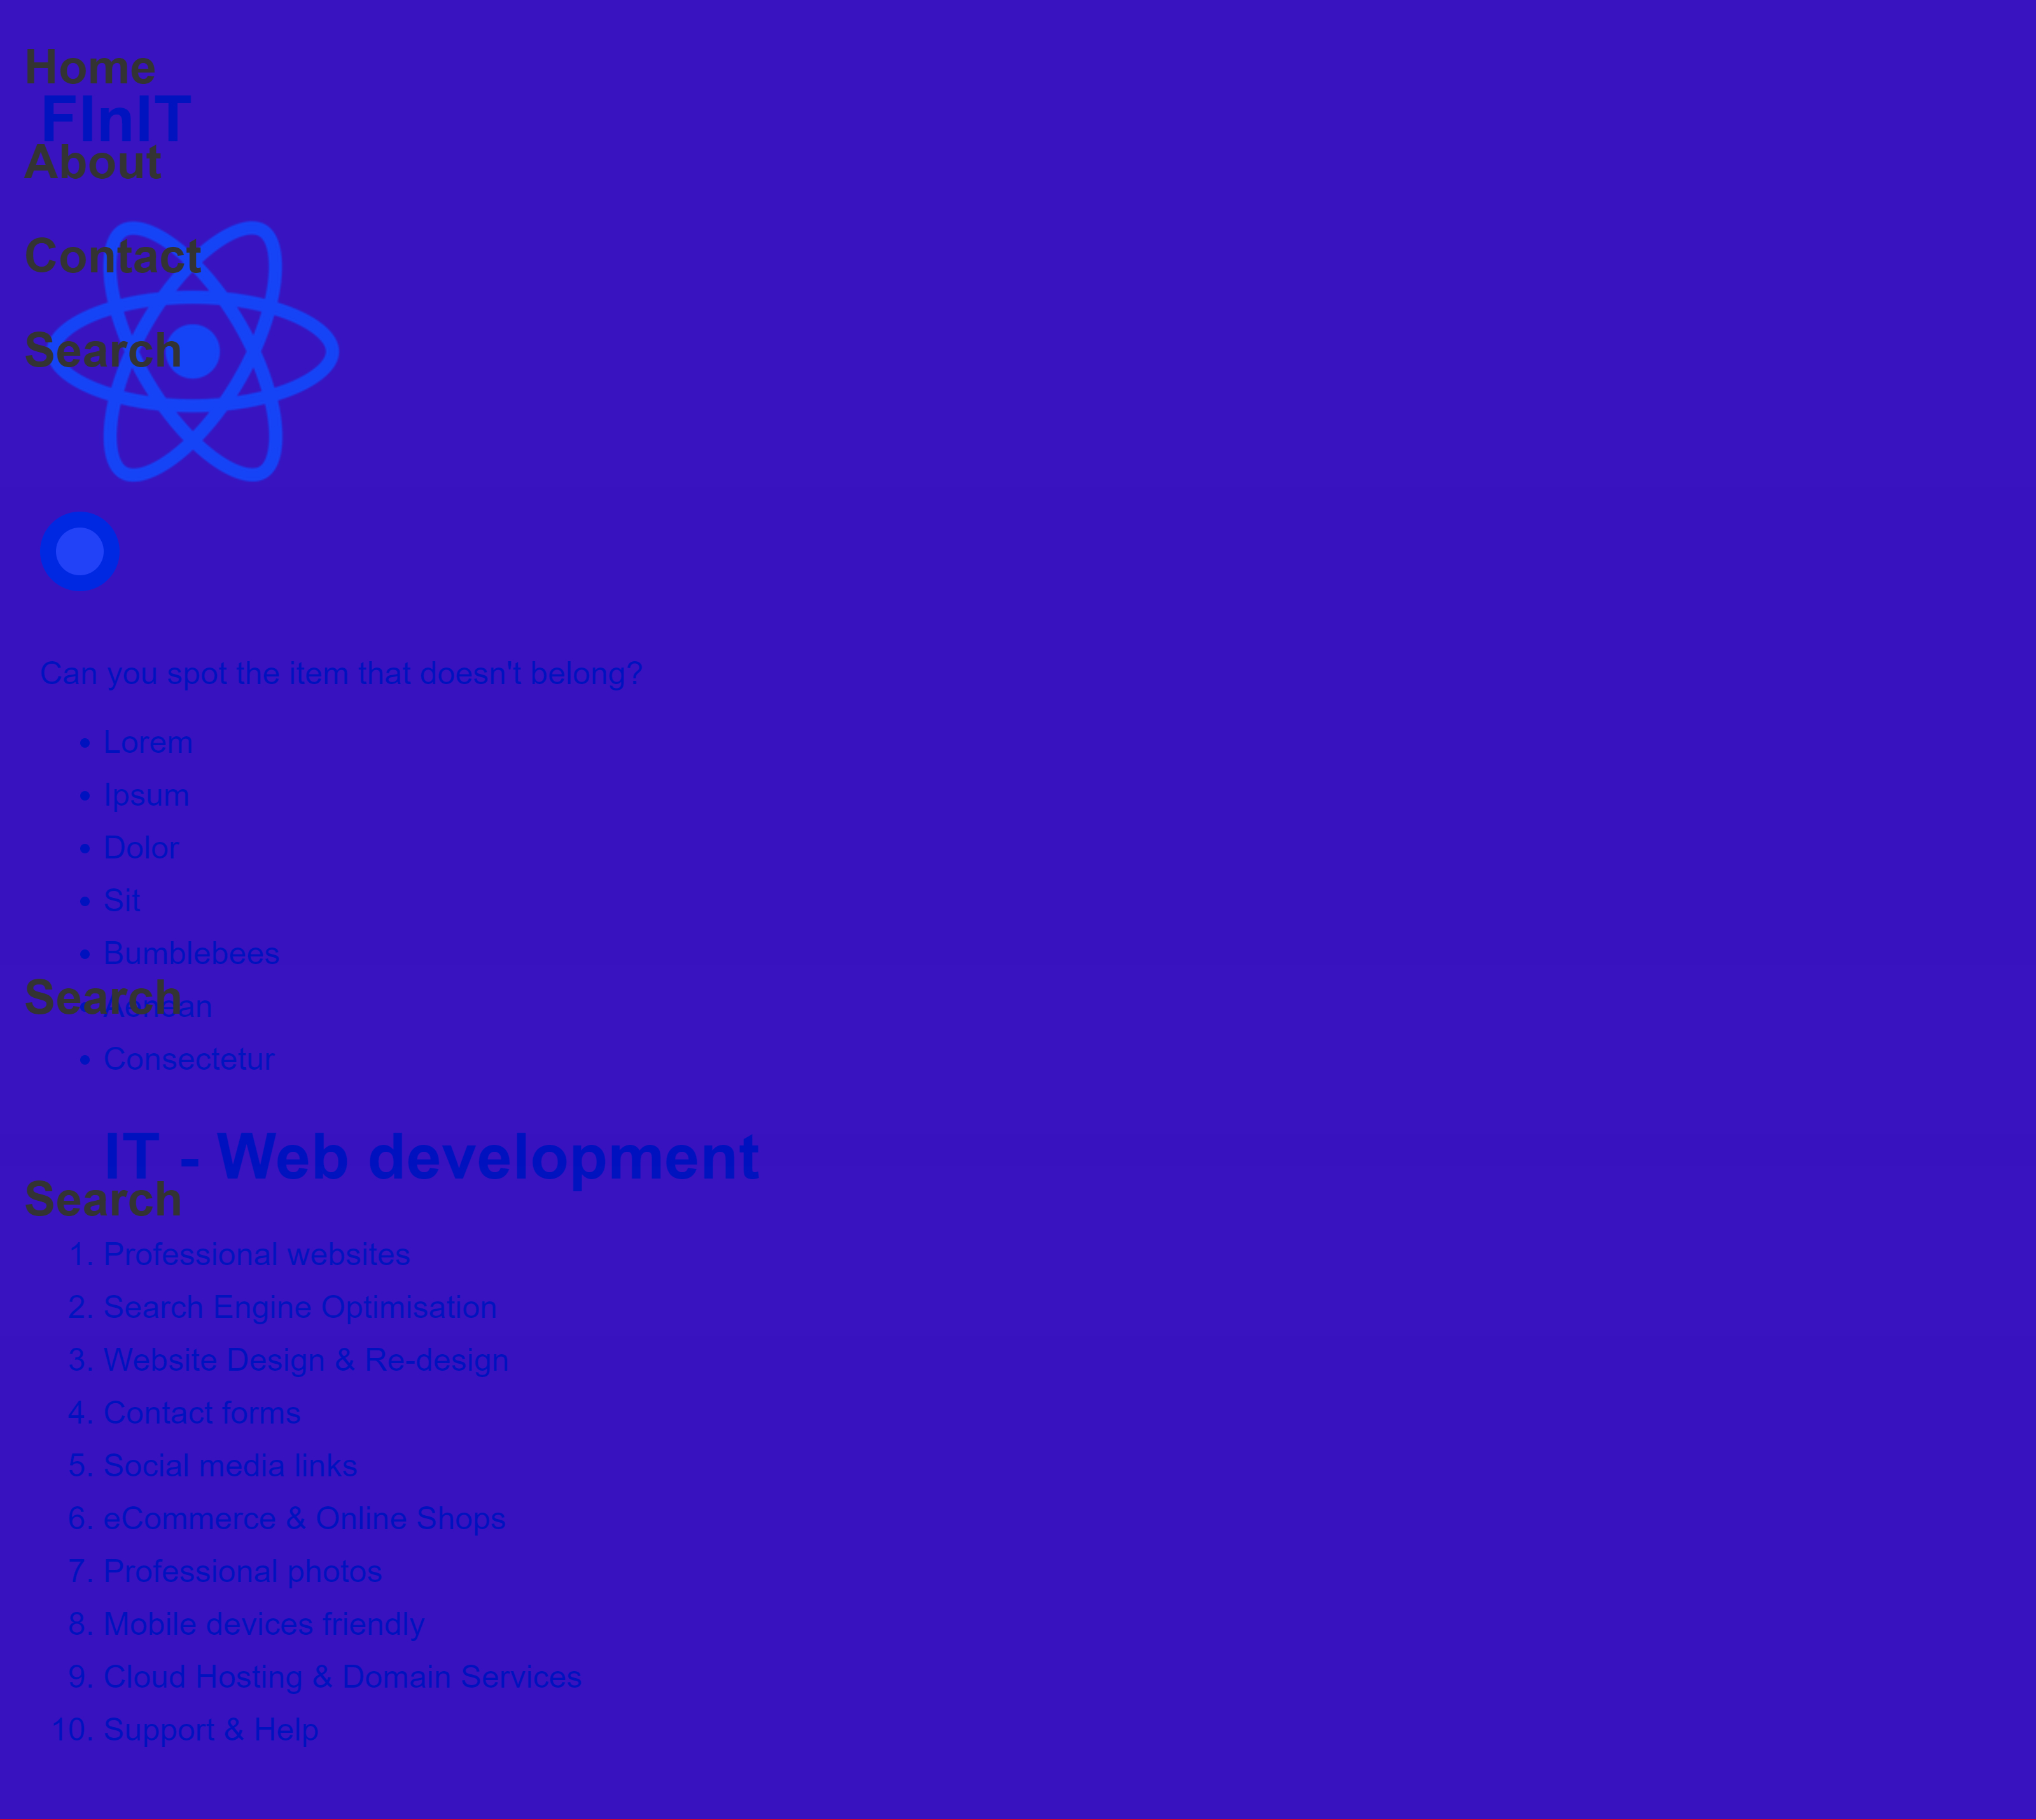 Home
FInIT
About
Contact
Search
Can you spot the item that doesn't belong?
Lorem
Ipsum
Dolor
Sit
Bumblebees
Search
Aenean
Consectetur
IT - Web development
Search
1. Professional websites
2. Search Engine Optimisation
3. Website Design & Re-design
4. Contact forms
5. Social media links
6. eCommerce & Online Shops
7. Professional photos
8. Mobile devices friendly
9. Cloud Hosting & Domain Services
10. Support & Help